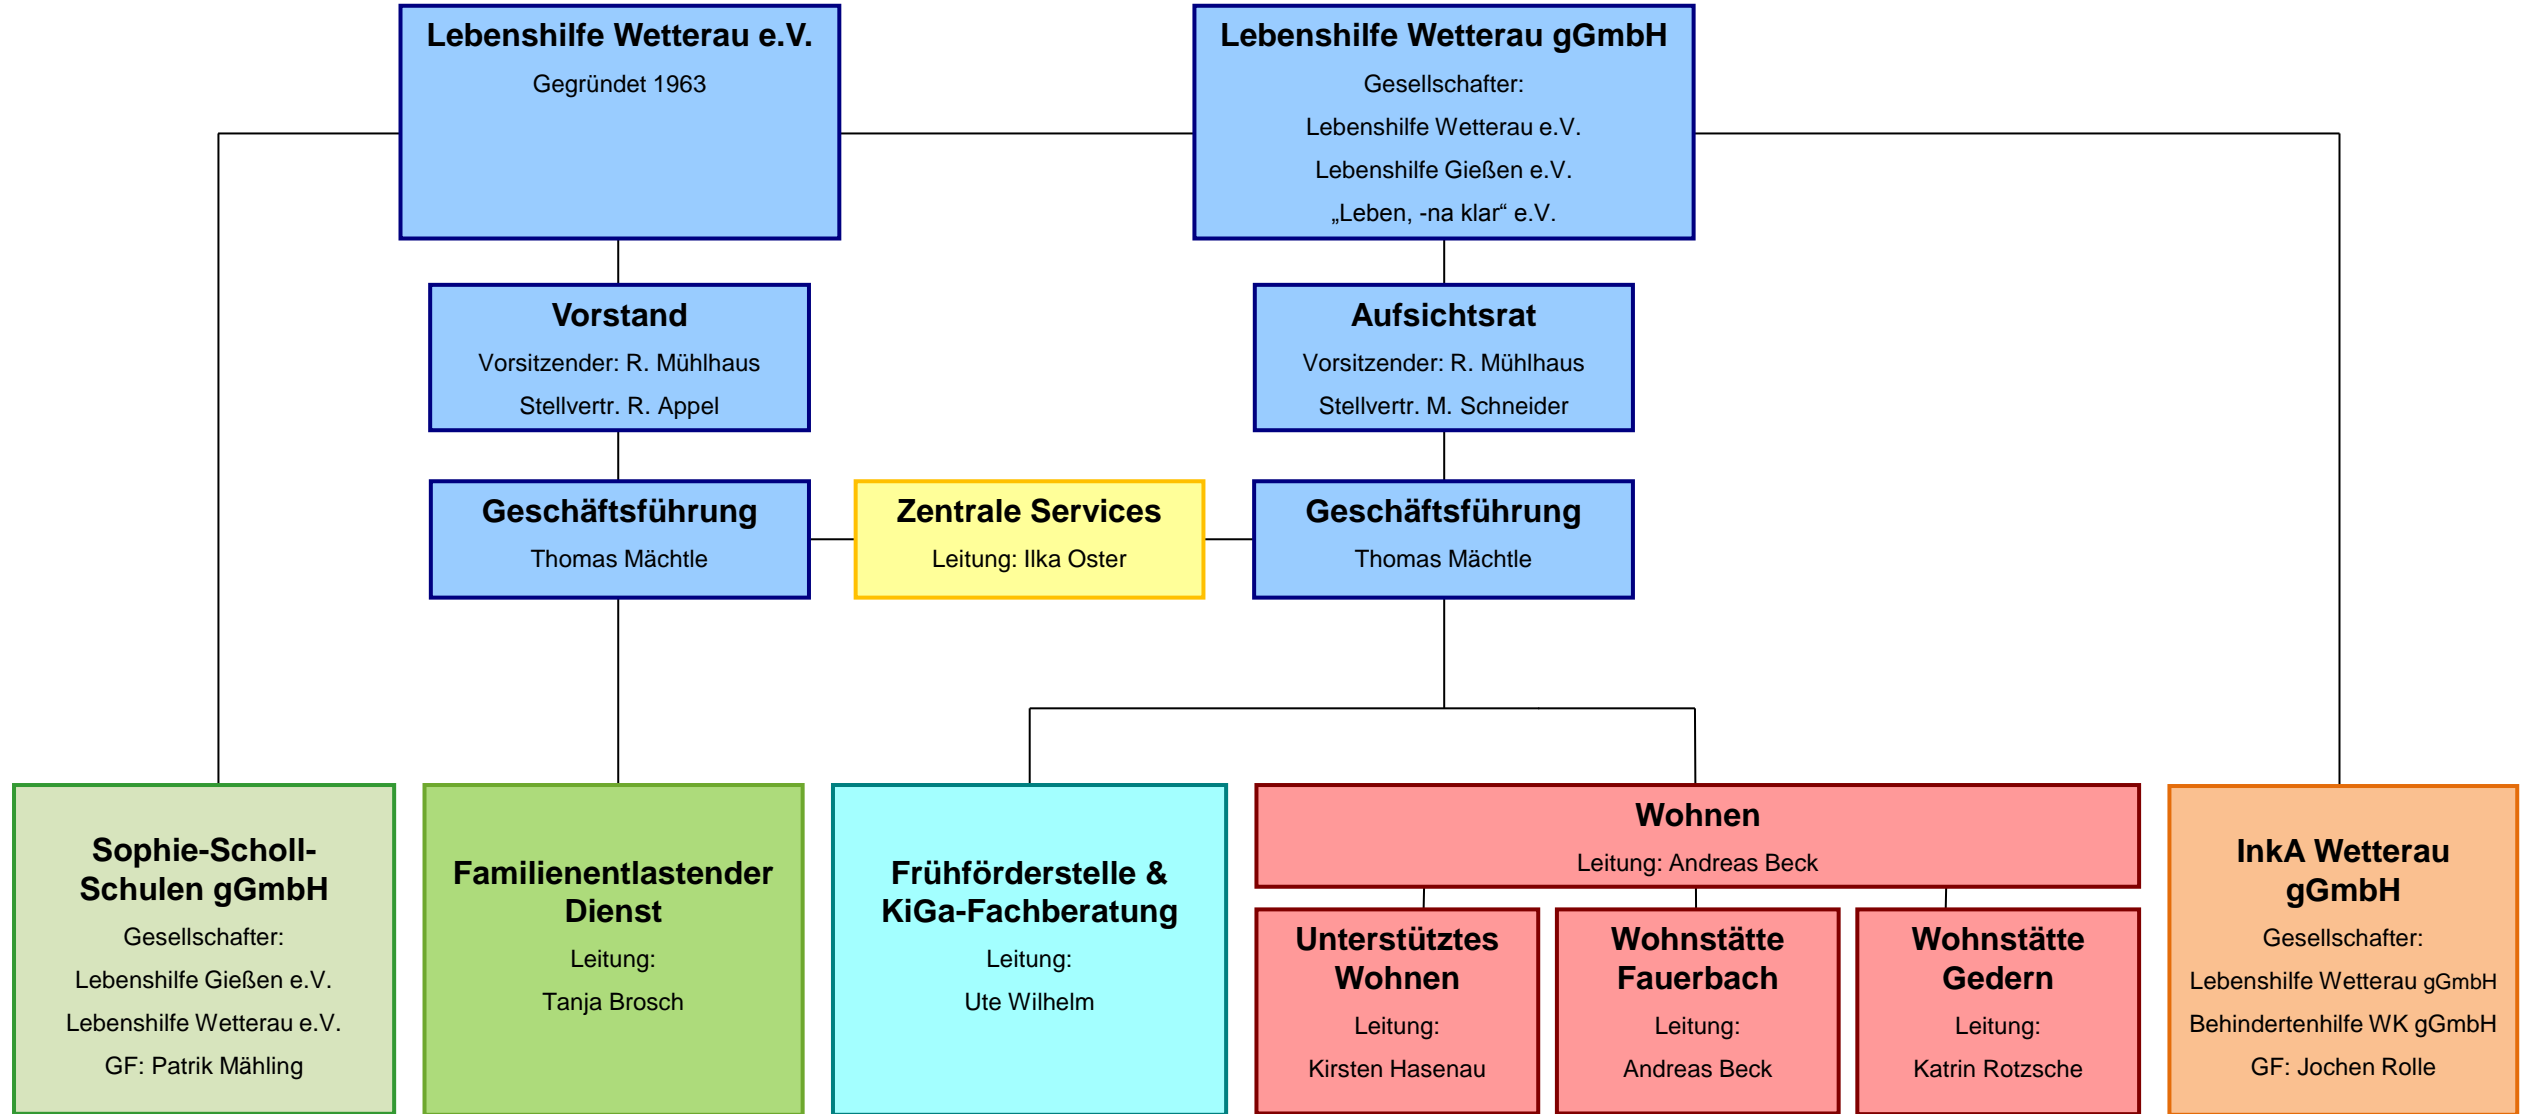 Lebenshilfe Wetterau e.V.
Gegründet 1963
Lebenshilfe Wetterau gGmbH
Gesellschafter:
Lebenshilfe Wetterau e.V.
Lebenshilfe Gießen e.V.
„Leben, -na klar“ e.V.
Vorstand
Vorsitzender: R. Mühlhaus
Stellvertr. R. Appel
Aufsichtsrat
Vorsitzender: R. Mühlhaus
Stellvertr. M. Schneider
Geschäftsführung
Thomas Mächtle
Zentrale Services
Leitung: Ilka Oster
Geschäftsführung
Thomas Mächtle
Sophie-Scholl-
Schulen gGmbH
Gesellschafter:
Lebenshilfe Gießen e.V.
Lebenshilfe Wetterau e.V.
GF: Patrik Mähling
Familienentlastender
Dienst
Leitung:
Tanja Brosch
Frühförderstelle &
KiGa-Fachberatung
Leitung:
Ute Wilhelm
Wohnen
Leitung: Andreas Beck
Unterstütztes
Wohnen
Leitung:
Kirsten Hasenau
Wohnstätte
Fauerbach
Leitung:
Andreas Beck
Wohnstätte
Gedern
Leitung:
Katrin Rotzsche
InkA Wetterau
gGmbH
Gesellschafter:
Lebenshilfe Wetterau gGmbH
Behindertenhilfe WK gGmbH
GF: Jochen Rolle